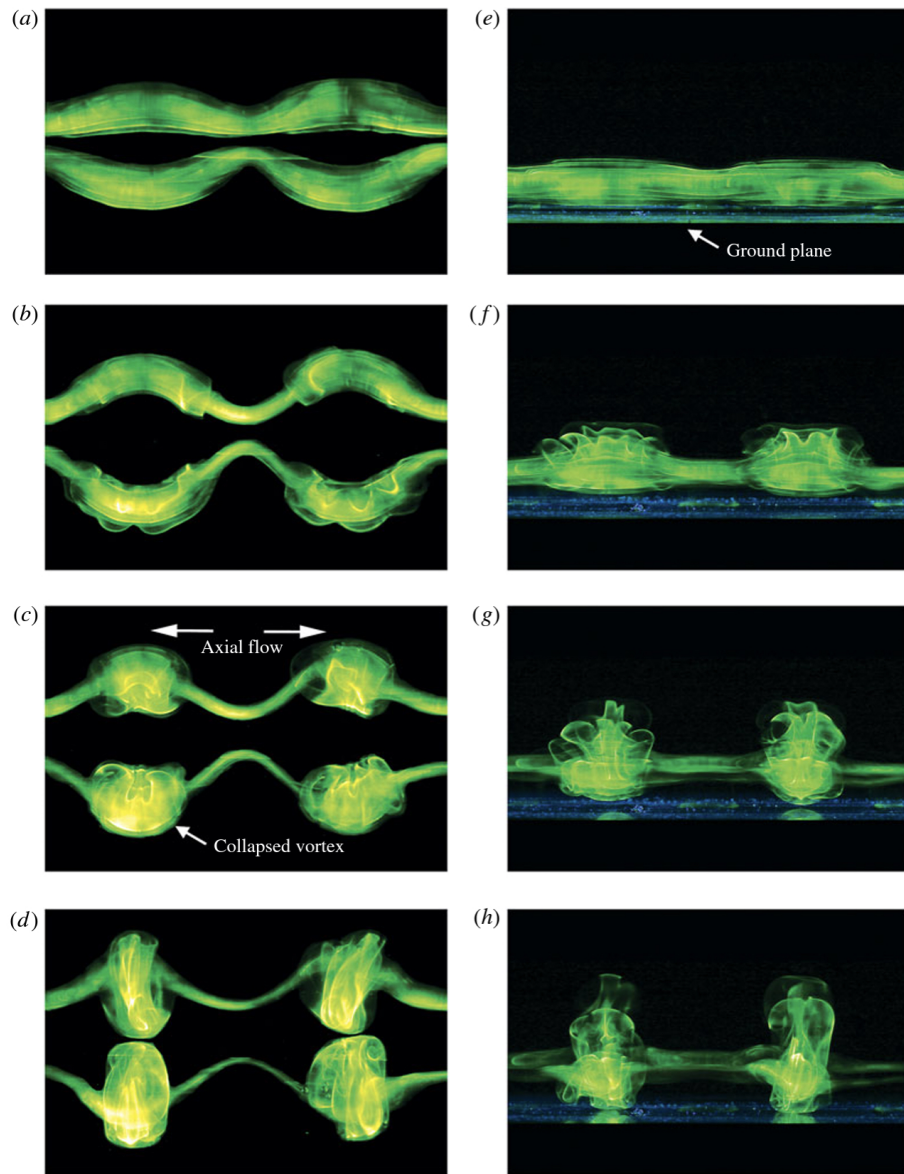 (a)
(e)
Ground plane
(b)
(f)
(c)
Axial flow
Collapsed vortex
(g)
(d)
(h)